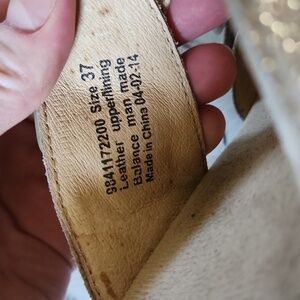 9841172200 Size 37
Leather upper/lining
Balance man made
Made in China 04-02-14